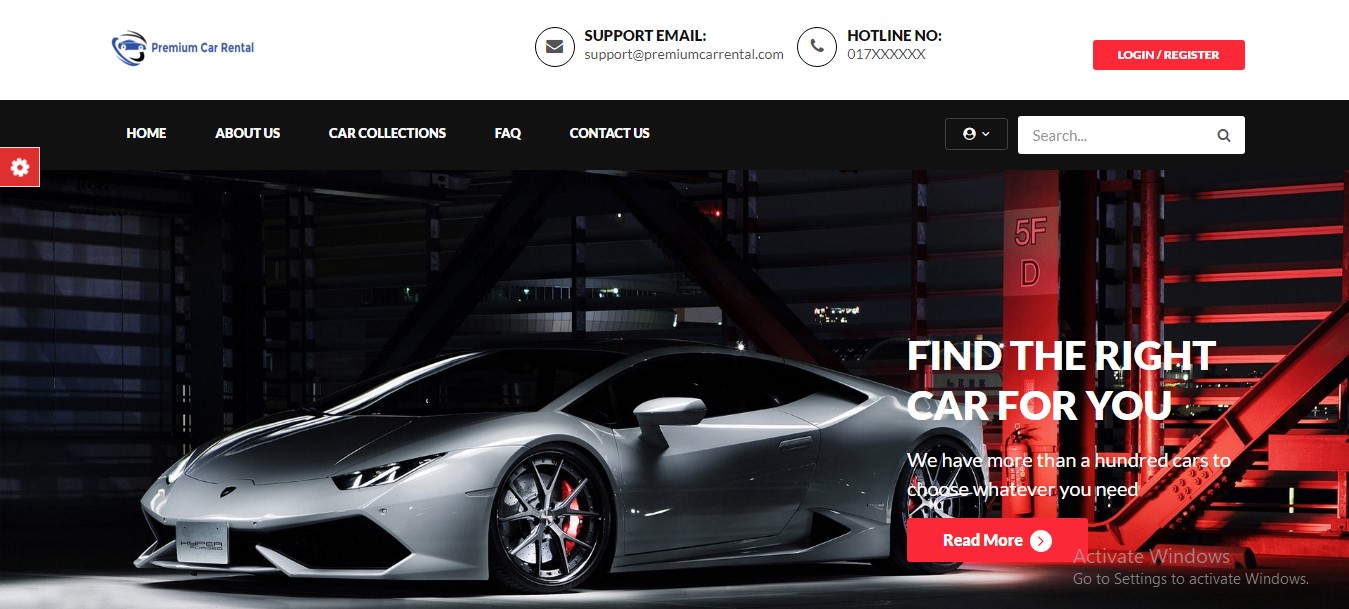 Premium Car Rental
SUPPORT EMAIL:
support@premiumcarrental.com
HOTLINE NO:
017XXXXXX
LOGIN / REGISTER
HOME
ABOUT US
CAR COLLECTIONS
FAQ
CONTACT US
Search...
5F
D
FIND THE RIGHT
CAR FOR YOU
We have more than a hundred cars to
choose whatever you need
HYPER
FORGED
Read More
Activate Windows
Go to Settings to activate Windows.